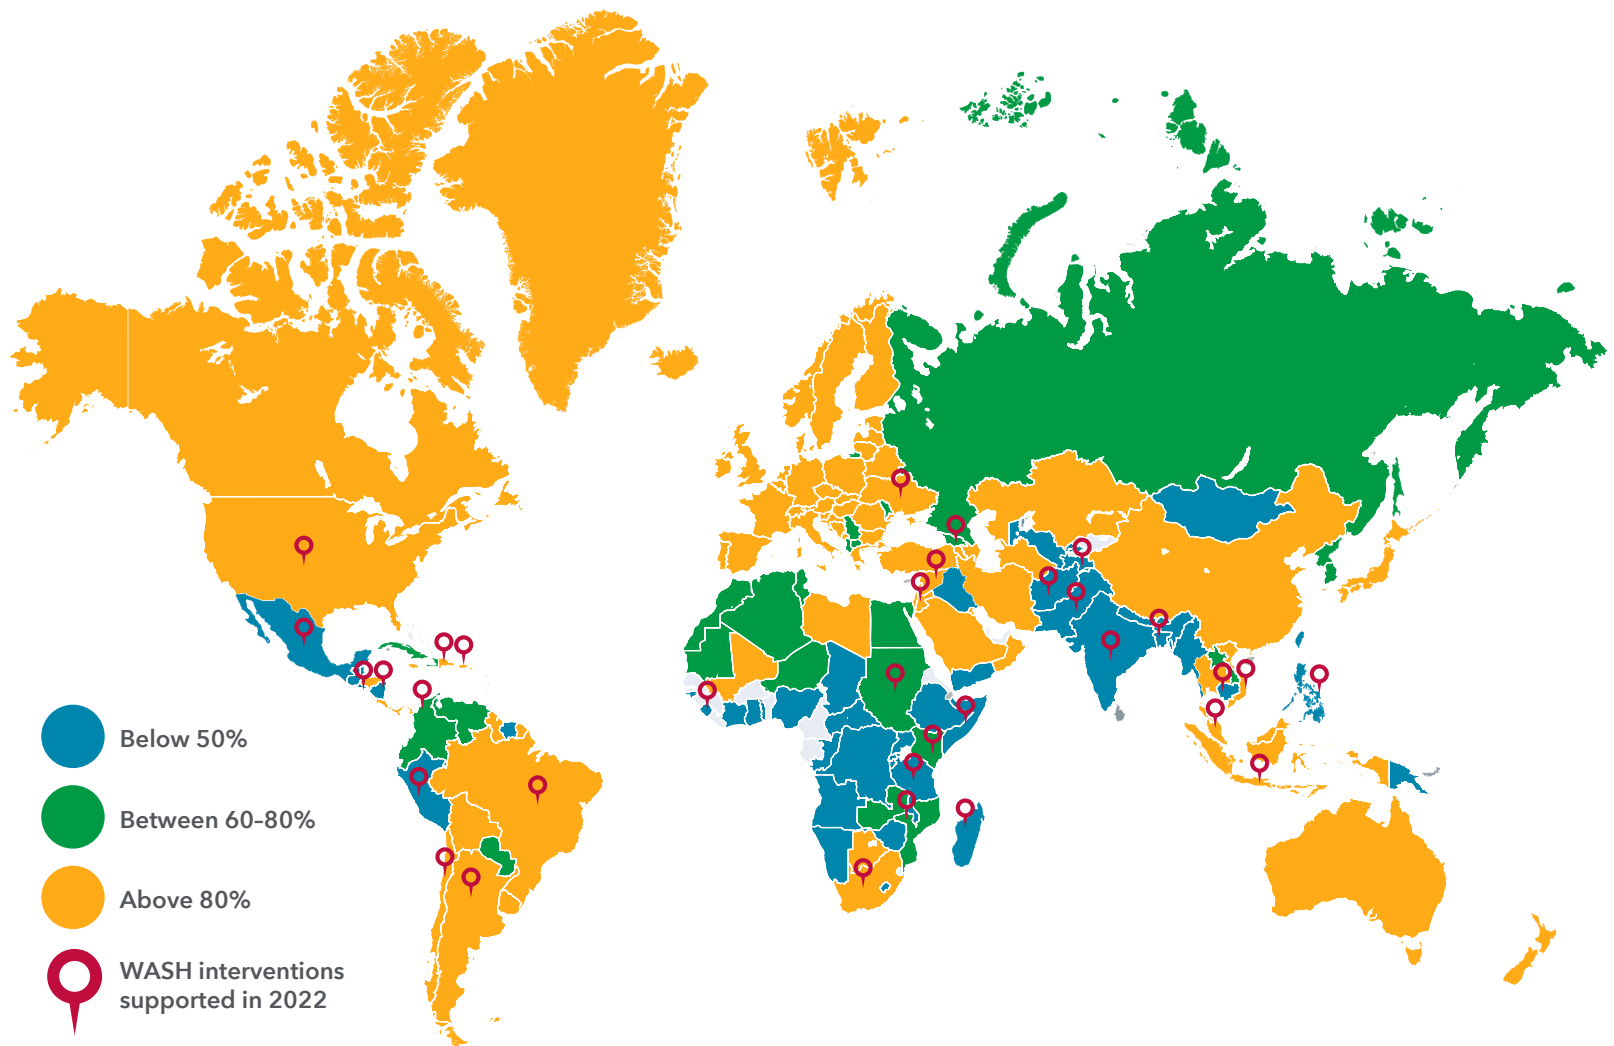 Below 50%
Between 60–80%
Above 80%
WASH interventions
supported in 2022